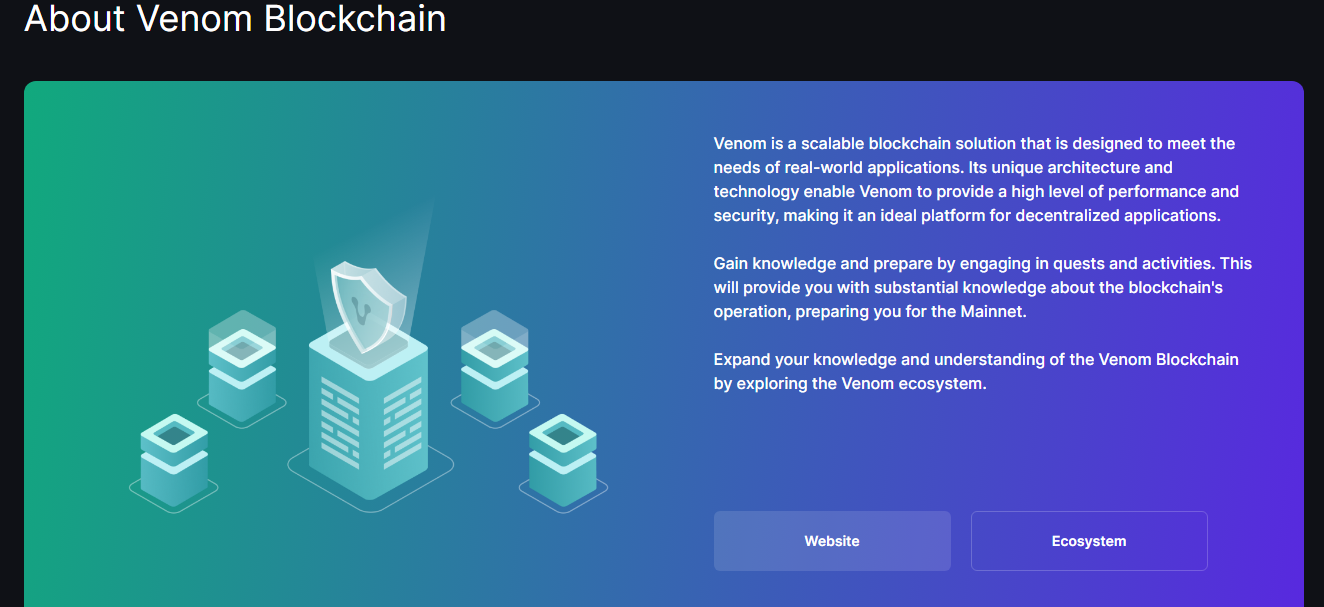 About Venom Blockchain
Venom is a scalable blockchain solution that is designed to meet the
needs of real-world applications. Its unique architecture and
technology enable Venom to provide a high level of performance and
security, making it an ideal platform for decentralized applications.
Gain knowledge and prepare by engaging in quests and activities. This
will provide you with substantial knowledge about the blockchain's
operation, preparing you for the Mainnet.
Expand your knowledge and understanding of the Venom Blockchain
by exploring the Venom ecosystem.
Website
Ecosystem